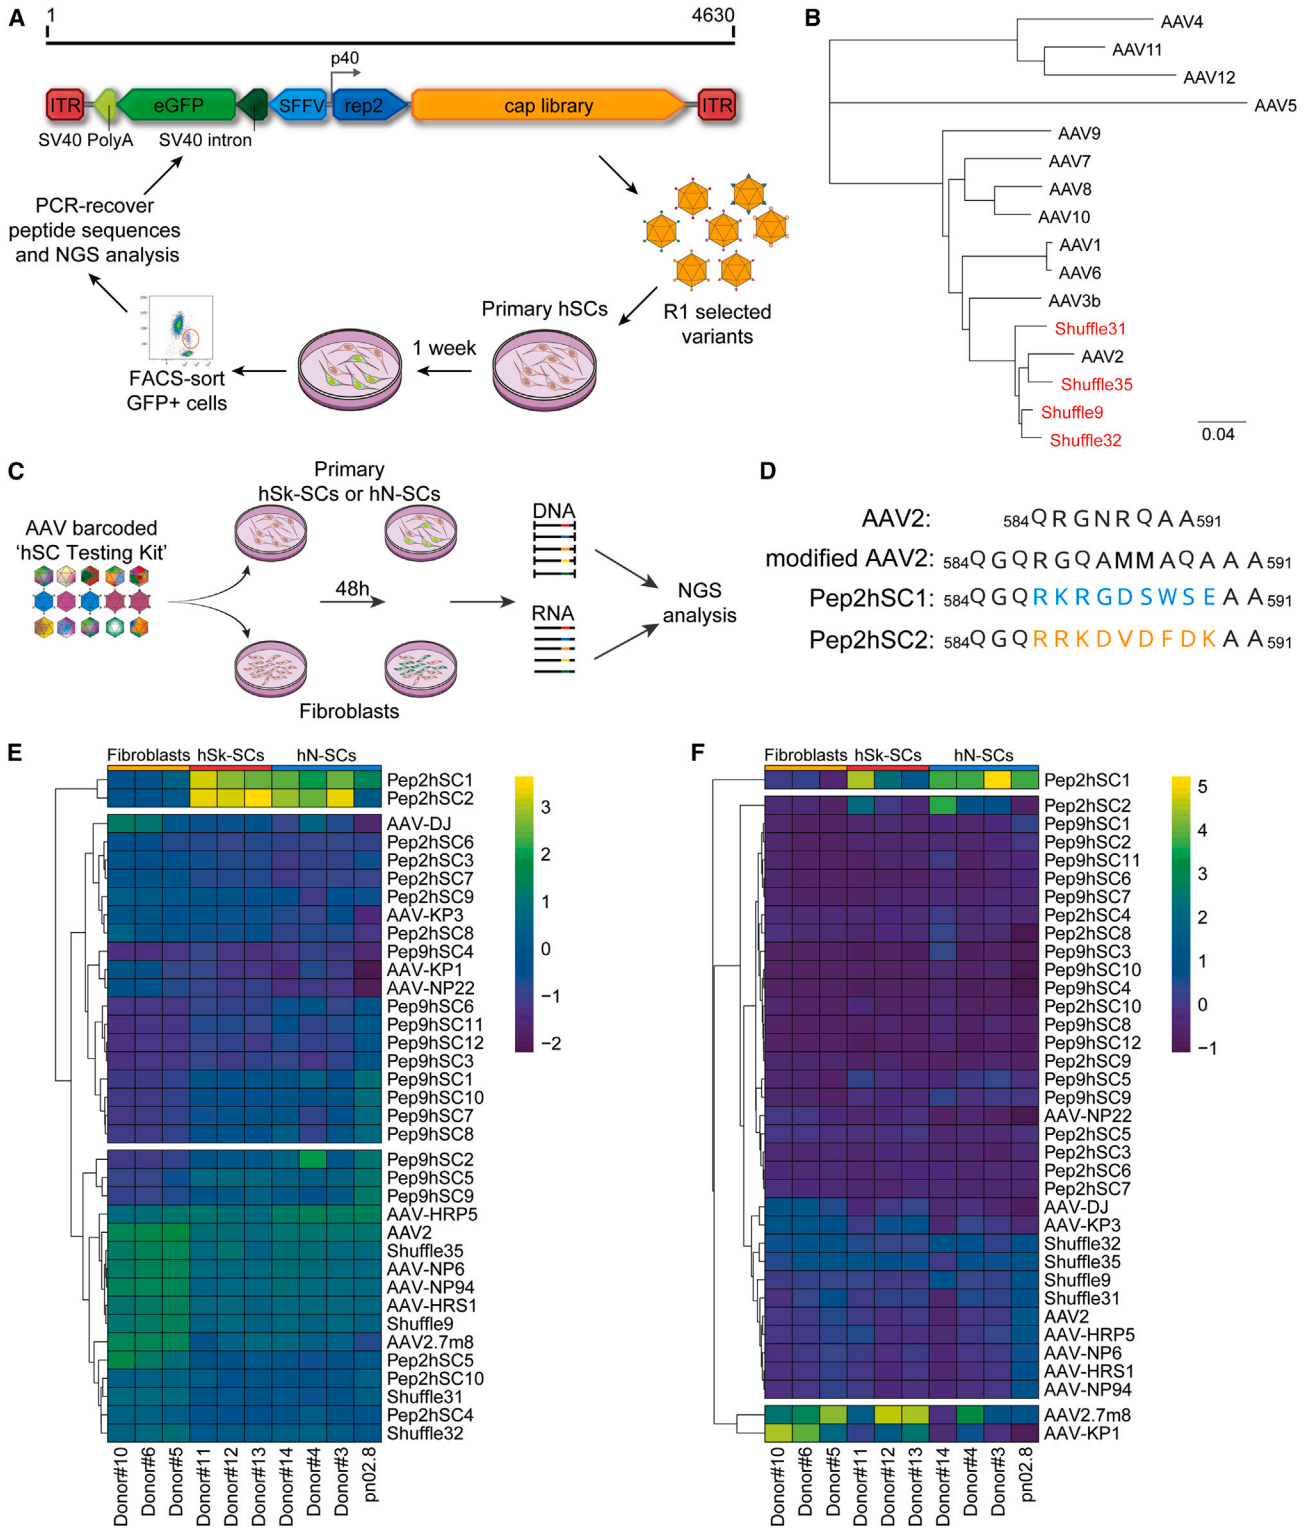 A
1
4630
p40
ITR
eGFP
SFFV
rep2
cap library
ITR
SV40 PolyA
SV40 intron
PCR-recover
peptide sequences
and NGS analysis
R1 selected
variants
Primary hSCs
1 week
FACS-sort
GFP+ cells
B
AAV4
AAV11
AAV12
AAV5
AAV9
AAV7
AAV8
AAV10
AAV1
AAV6
AAV3b
Shuffle31
AAV2
Shuffle35
Shuffle9
Shuffle32
0.04
C
Primary
hSk-SCs or hN-SCs
AAV barcoded
'hSC Testing Kit'
48h
Fibroblasts
DNA
RNA
NGS
analysis
D
AAV2: 584 Q R G N R Q A A 591
modified AAV2: 584 Q G Q R G Q A M M A Q A A A 591
Pep2hSC1: 584 Q G Q R K R G D S W S E A A 591
Pep2hSC2: 584 Q G Q R R K D V D F D K A A 591
E
Fibroblasts hSk-SCs hN-SCs
Pep2hSC1
Pep2hSC2
AAV-DJ
Pep2hSC6
Pep2hSC3
Pep2hSC7
Pep2hSC9
AAV-KP3
Pep2hSC8
Pep9hSC4
AAV-KP1
AAV-NP22
Pep9hSC6
Pep9hSC11
Pep9hSC12
Pep9hSC3
Pep9hSC1
Pep9hSC10
Pep9hSC7
Pep9hSC8
Pep9hSC2
Pep9hSC5
Pep9hSC9
AAV-HRP5
AAV2
Shuffle35
AAV-NP6
AAV-NP94
AAV-HRS1
Shuffle9
AAV2.7m8
Pep2hSC5
Pep2hSC10
Shuffle31
Pep2hSC4
Shuffle32
3
2
1
0
−1
−2
Donor#10
Donor#6
Donor#5
Donor#11
Donor#12
Donor#13
Donor#14
Donor#4
Donor#3
pn02.8
F
Fibroblasts hSk-SCs hN-SCs
Pep2hSC1
Pep2hSC2
Pep9hSC1
Pep9hSC2
Pep9hSC11
Pep9hSC6
Pep9hSC7
Pep2hSC4
Pep2hSC8
Pep9hSC3
Pep9hSC10
Pep9hSC4
Pep2hSC10
Pep9hSC8
Pep9hSC12
Pep2hSC9
Pep9hSC5
Pep9hSC9
AAV-NP22
Pep2hSC5
Pep2hSC3
Pep2hSC6
Pep2hSC7
AAV-DJ
AAV-KP3
Shuffle32
Shuffle35
Shuffle9
Shuffle31
AAV2
AAV-HRP5
AAV-NP6
AAV-HRS1
AAV-NP94
AAV2.7m8
AAV-KP1
5
4
3
2
1
0
−1
Donor#10
Donor#6
Donor#5
Donor#11
Donor#12
Donor#13
Donor#14
Donor#4
Donor#3
pn02.8